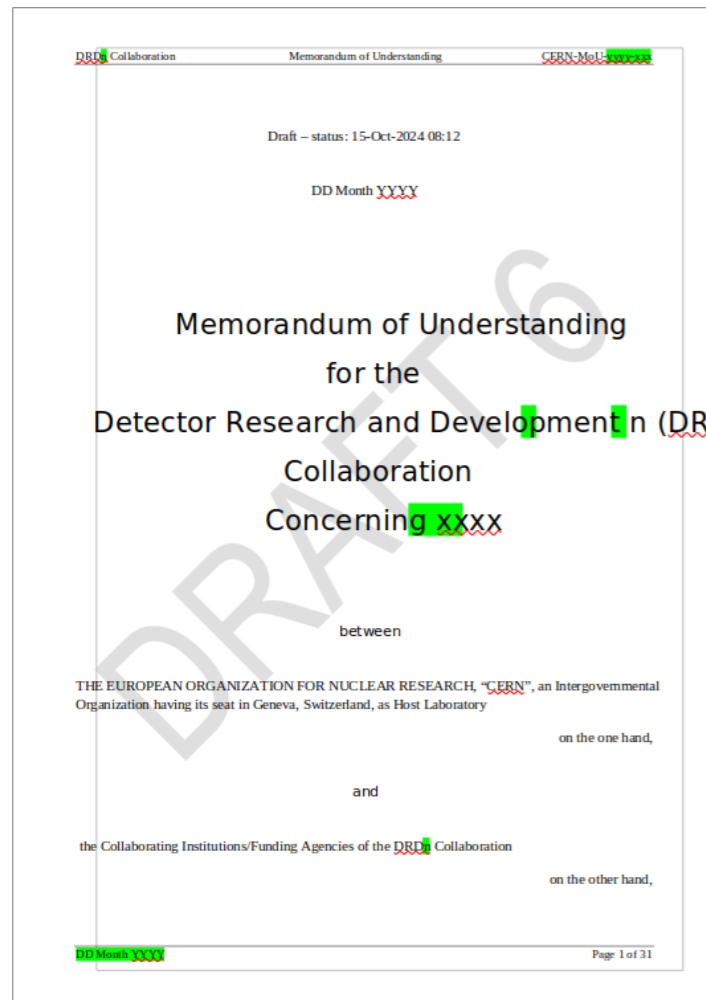 DRDn Collaboration Memorandum of Understanding CERN-MoU-yyyy-xxx
Draft – status: 15-Oct-2024 08:12
DD Month YYYY
DRAFT 6
Memorandum of Understanding
for the
Detector Research and Development n (DR
Collaboration
Concerning xxxx
between
THE EUROPEAN ORGANIZATION FOR NUCLEAR RESEARCH, “CERN”, an Intergovernmental
Organization having its seat in Geneva, Switzerland, as Host Laboratory
on the one hand,
and
the Collaborating Institutions/Funding Agencies of the DRDn Collaboration
on the other hand,
DD Month YYYY Page 1 of 31